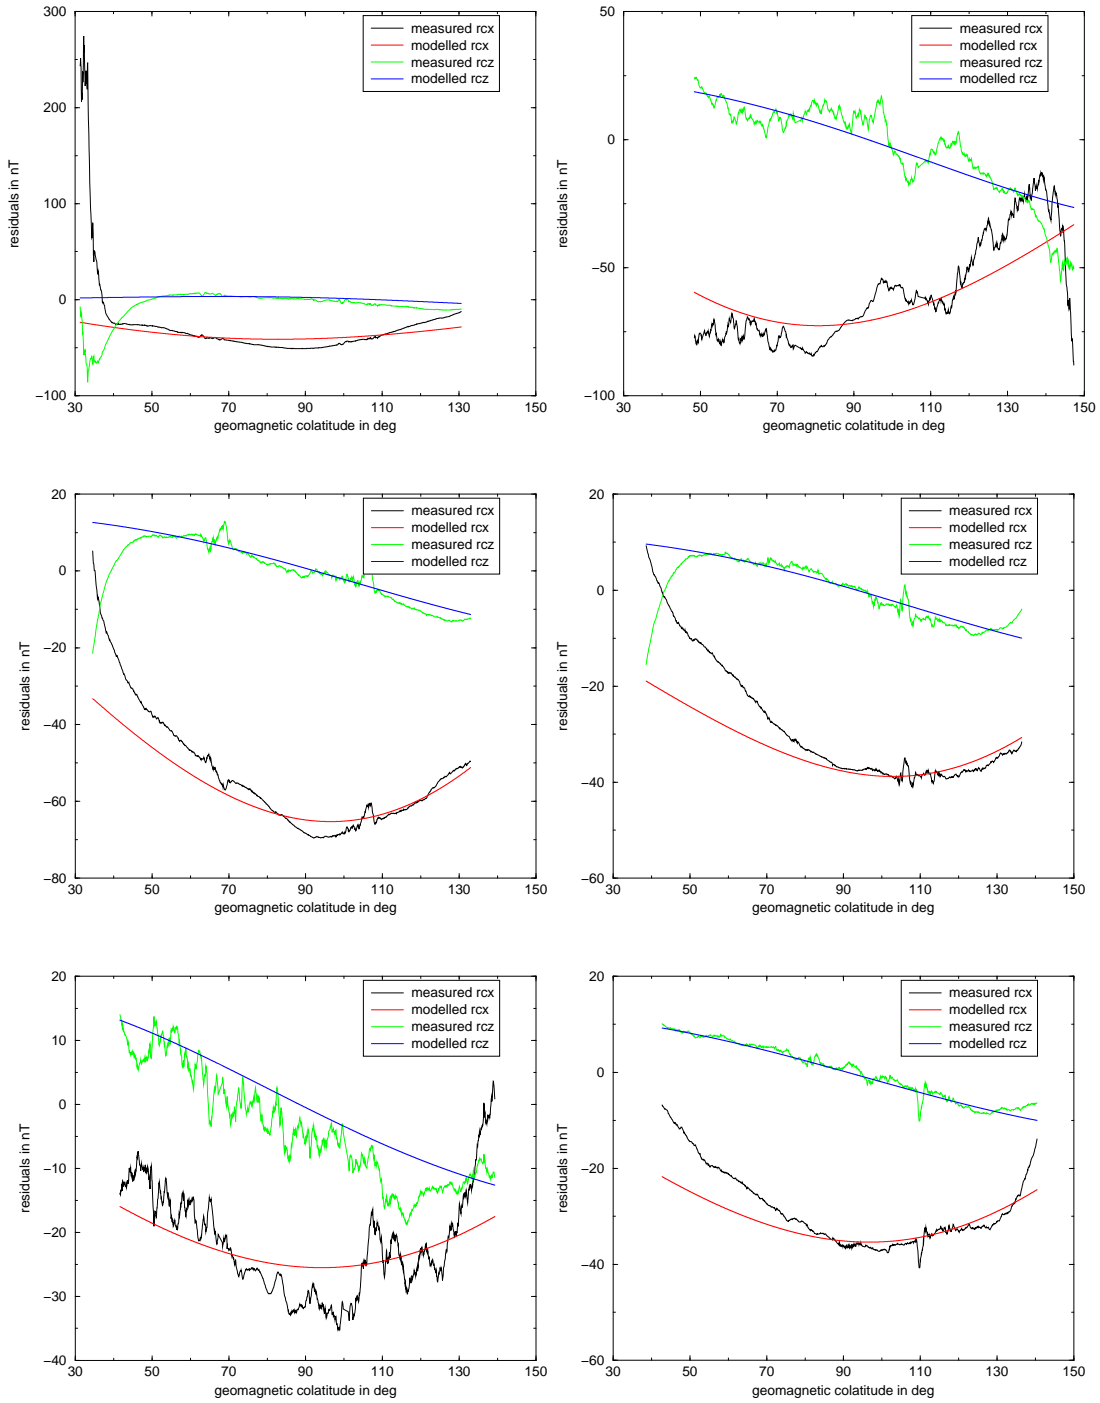 300
200
100
0
−100
residuals in nT
30 50 70 90 110 130 150
geomagnetic colatitude in deg
measured rcx
modelled rcx
measured rcz
modelled rcz
50
0
−50
−100
residuals in nT
30 50 70 90 110 130 150
geomagnetic colatitude in deg
measured rcx
modelled rcx
measured rcz
modelled rcz
20
0
−20
−40
−60
−80
residuals in nT
30 50 70 90 110 130 150
geomagnetic colatitude in deg
measured rcx
modelled rcx
measured rcz
modelled rcz
20
0
−20
−40
−60
residuals in nT
30 50 70 90 110 130 150
geomagnetic colatitude in deg
measured rcx
modelled rcx
measured rcz
modelled rcz
20
10
0
−10
−20
−30
−40
residuals in nT
30 50 70 90 110 130 150
geomagnetic colatitude in deg
measured rcx
modelled rcx
measured rcz
modelled rcz
20
0
−20
−40
−60
residuals in nT
30 50 70 90 110 130 150
geomagnetic colatitude in deg
measured rcx
modelled rcx
measured rcz
modelled rcz